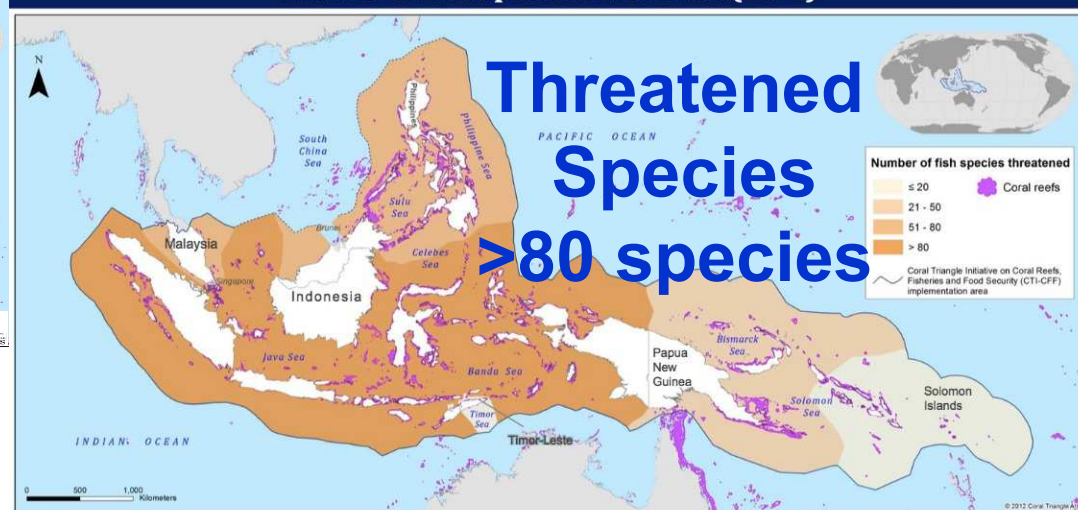 N
Threatened
Species
>80 species
PACIFIC OCEAN
South
China
Sea
Philippines
Philippine Sea
Sulu
Sea
Brunei
Malaysia
Celebes
Sea
Singapore
Indonesia
Java Sea
Banda Sea
Papua
New
Guinea
Bismarck
Sea
Solomon
Sea
Solomon
Islands
Timor
Sea
Timor-Leste
INDIAN OCEAN
Number of fish species threatened
≤ 20
Coral reefs
21 - 50
51 - 80
> 80
Coral Triangle Initiative on Coral Reefs,
Fisheries and Food Security (CTI-CFF)
implementation area
0 500 1,000
Kilometers
© 2012 Coral Triangle